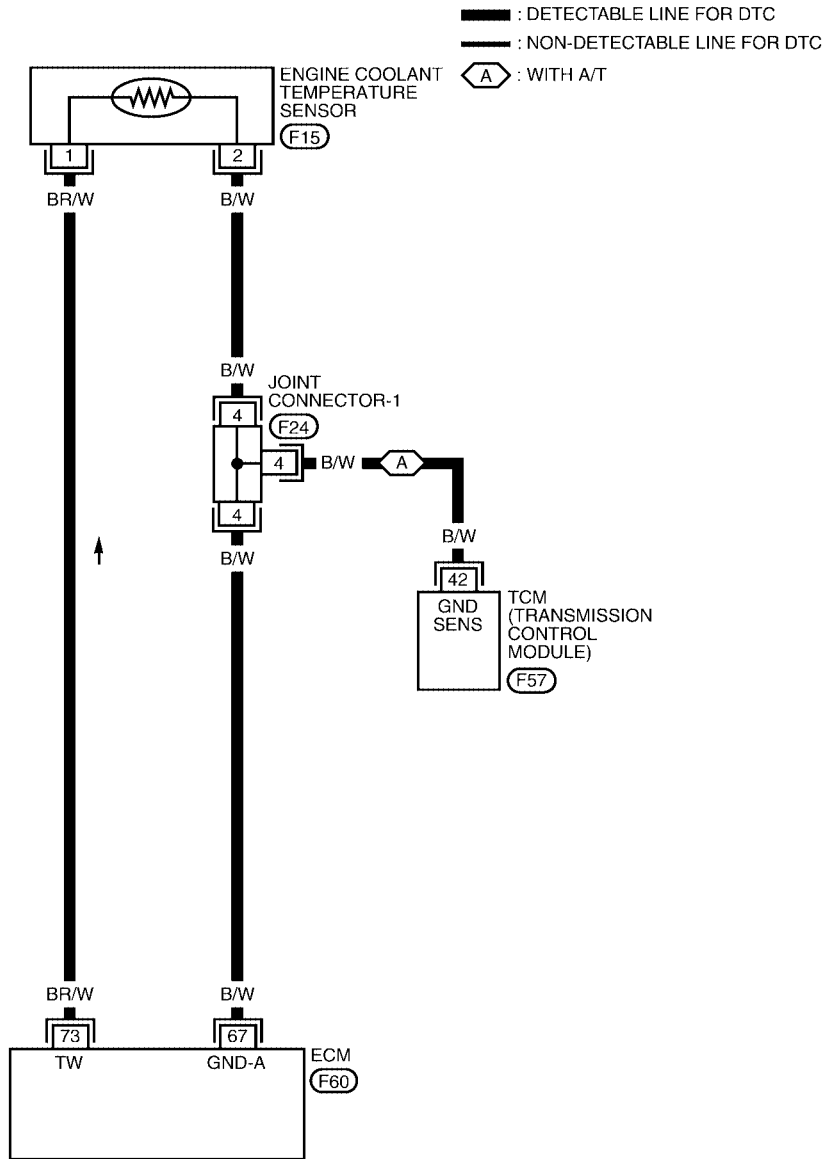 : DETECTABLE LINE FOR DTC
: NON-DETECTABLE LINE FOR DTC
A : WITH A/T
ENGINE COOLANT
TEMPERATURE
SENSOR
F15
1
2
BR/W
B/W
B/W
JOINT
CONNECTOR-1
F24
4
4
B/W
A
4
B/W
B/W
42
GND
SENS
TCM
(TRANSMISSION
CONTROL
MODULE)
F57
BR/W
B/W
73
67
TW
GND-A
ECM
F60